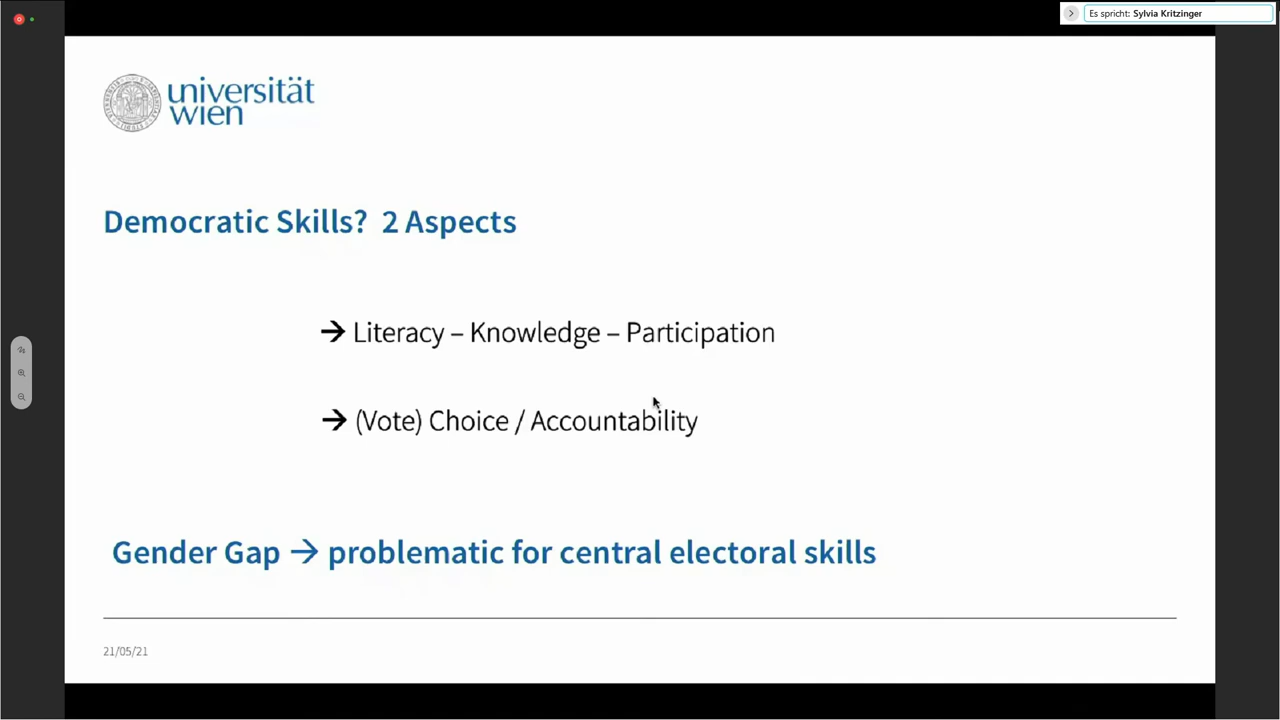 Es spricht: Sylvia Kritzinger
universität
wien
Democratic Skills? 2 Aspects
→ Literacy – Knowledge – Participation
→ (Vote) Choice / Accountability
Gender Gap → problematic for central electoral skills
21/05/21